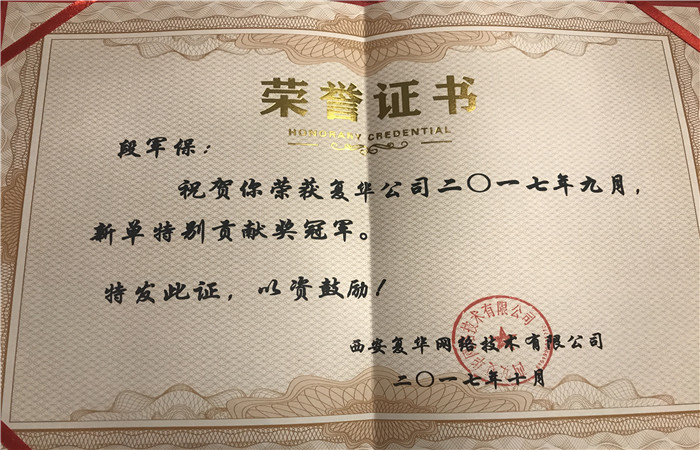 荣誉证书
HONORARY CREDENTIAL
段军保：
祝贺你荣获复华公司二〇一七年九月，
新单特别贡献奖冠军。
特发此证，以资鼓励！
西安复华网络技术有限公司
二〇一七年十月